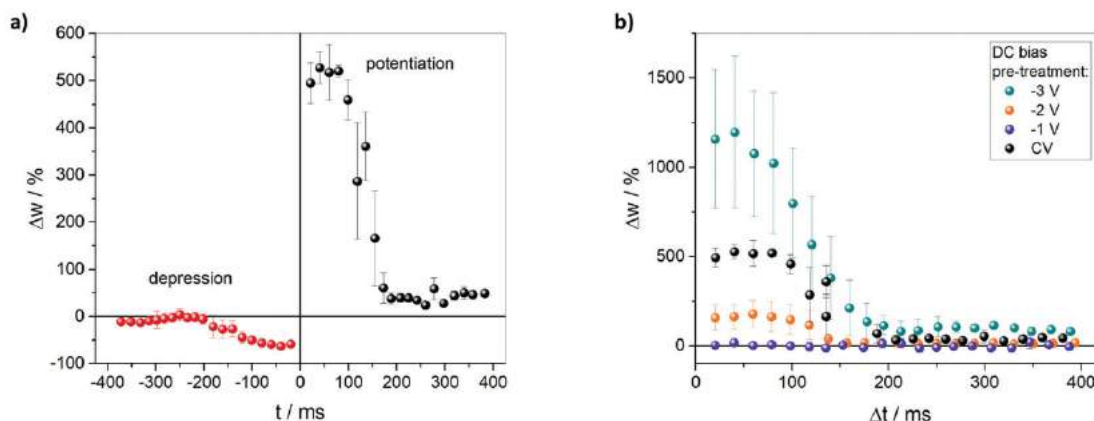 a)
600
500
400
300
200
100
0
-100
Δw / %
depression
potentiation
-400 -300 -200 -100 0 100 200 300 400
t / ms
b)
1500
1000
500
0
Δw / %
DC bias
pre-treatment:
-3 V
-2 V
-1 V
CV
0 100 200 300 400
Δt / ms